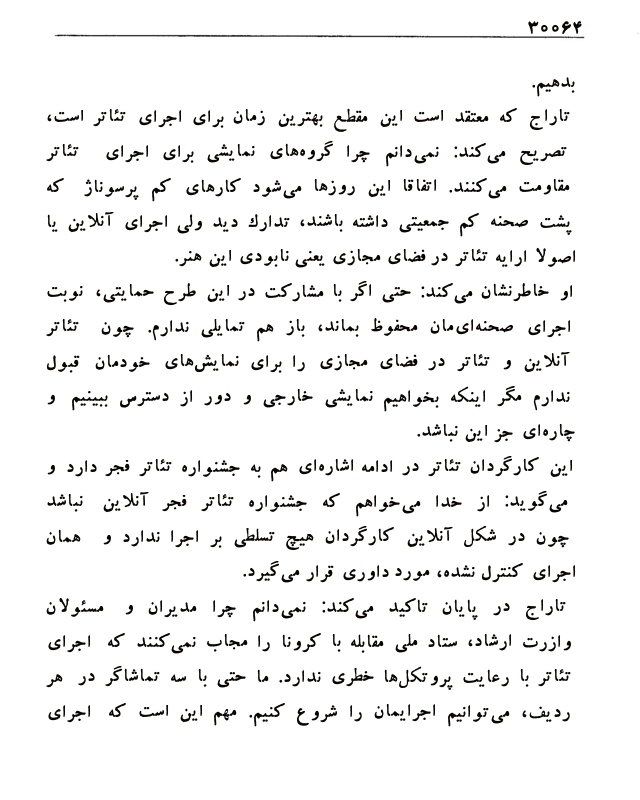 ۳۰۰۶۴
بدهیم.
تاراج که معتقد است این مقطع بهترین زمان برای اجرای تئاتر است،
تصریح می‌کند: نمی‌دانم چرا گروه‌های نمایشی برای اجرای تئاتر
مقاومت می‌کنند. اتفاقا این روزها می‌شود کارهای کم پرسوناژ که
پشت صحنه کم جمعیتی داشته باشند، تدارک دید ولی اجرای آنلاین یا
اصولا ارایه تئاتر در فضای مجازی یعنی نابودی این هنر.
او خاطرنشان می‌کند: حتی اگر با مشارکت در این طرح حمایتی، نوبت
اجرای صحنه‌ای‌مان محفوظ بماند، باز هم تمایلی ندارم. چون تئاتر
آنلاین و تئاتر در فضای مجازی را برای نمایش‌های خودمان قبول
ندارم مگر اینکه بخواهیم نمایشی خارجی و دور از دسترس ببینیم و
چاره‌ای جز این نباشد.
این کارگردان تئاتر در ادامه اشاره‌ای هم به جشنواره تئاتر فجر دارد و
می‌گوید: از خدا می‌خواهم که جشنواره تئاتر فجر آنلاین نباشد
چون در شکل آنلاین کارگردان هیچ تسلطی بر اجرا ندارد و همان
اجرای کنترل نشده، مورد داوری قرار می‌گیرد.
تاراج در پایان تاکید می‌کند: نمی‌دانم چرا مدیران و مسئولان
وازرت ارشاد، ستاد ملی مقابله با کرونا را مجاب نمی‌کنند که اجرای
تئاتر با رعایت پروتکل‌ها خطری ندارد. ما حتی با سه تماشاگر در هر
ردیف، می‌توانیم اجرایمان را شروع کنیم. مهم این است که اجرای